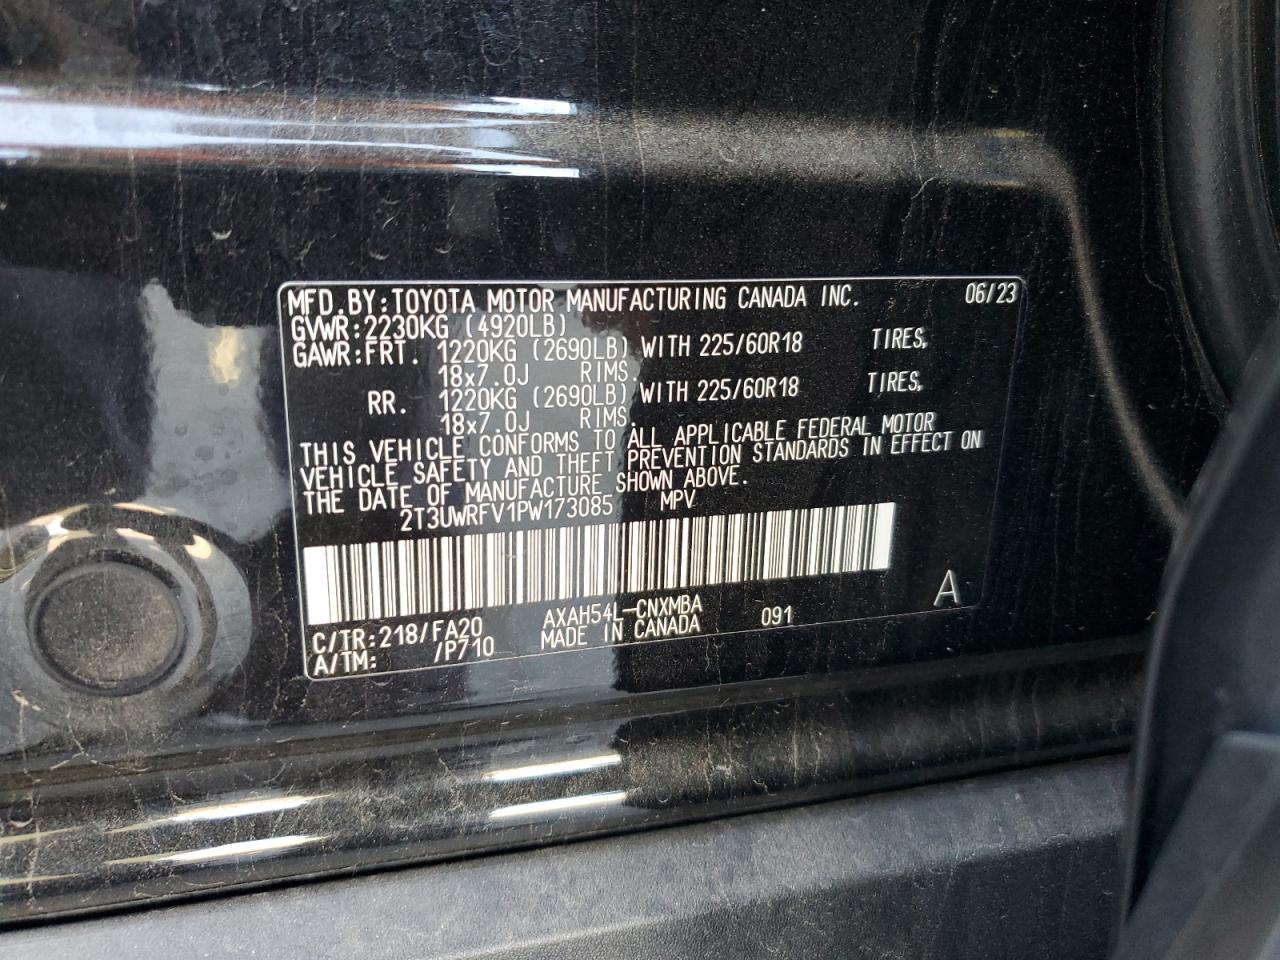 MFD.BY:TOYOTA MOTOR MANUFACTURING CANADA INC. 06/23
GVWR:2230KG (4920LB)
GAWR:FRT. 1220KG (2690LB) WITH 225/60R18 TIRES,
18x7.0J RIMS.
RR. 1220KG (2690LB) WITH 225/60R18 TIRES,
18x7.0J RIMS.
THIS VEHICLE CONFORMS TO ALL APPLICABLE FEDERAL MOTOR
VEHICLE SAFETY AND THEFT PREVENTION STANDARDS IN EFFECT ON
THE DATE OF MANUFACTURE SHOWN ABOVE.
2T3UWRFV1PW173085 MPV
C/TR:218/FA20 AXAH54L-CNXMBA 091 A
A/TM: /P710 MADE IN CANADA